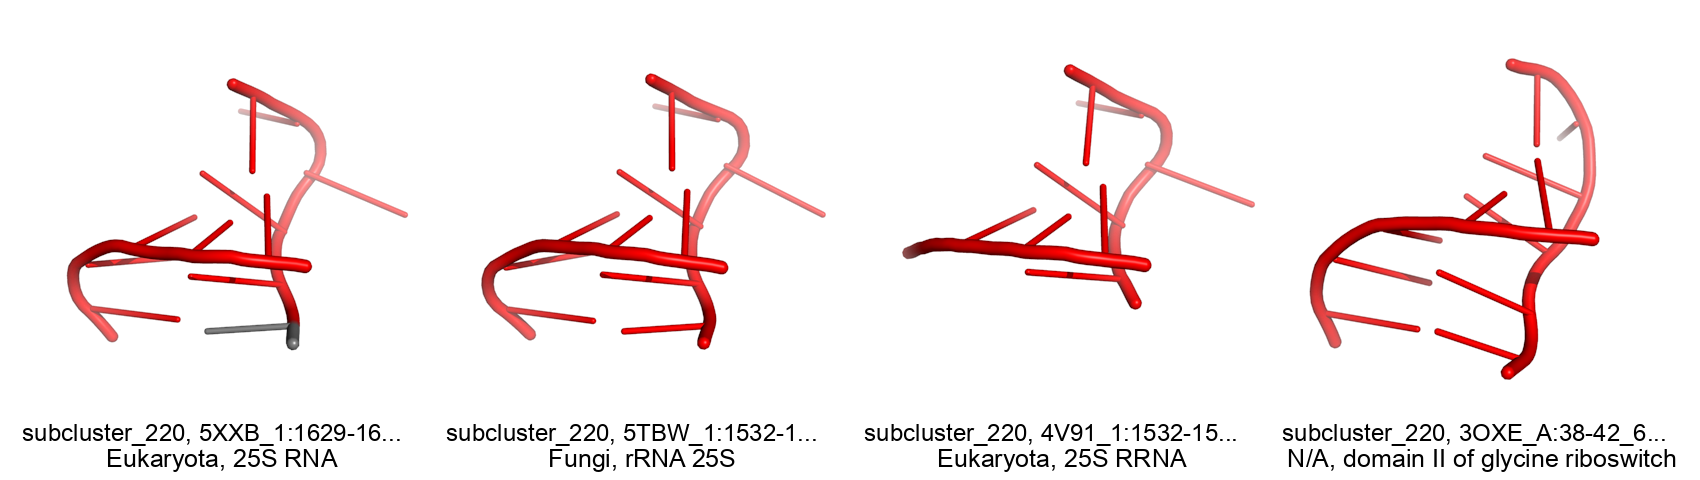 subcluster_220, 5XXB_1:1629-16...
Eukaryota, 25S RNA
subcluster_220, 5TBW_1:1532-1...
Fungi, rRNA 25S
subcluster_220, 4V91_1:1532-15...
Eukaryota, 25S RRNA
subcluster_220, 3OXE_A:38-42_6...
N/A, domain II of glycine riboswitch